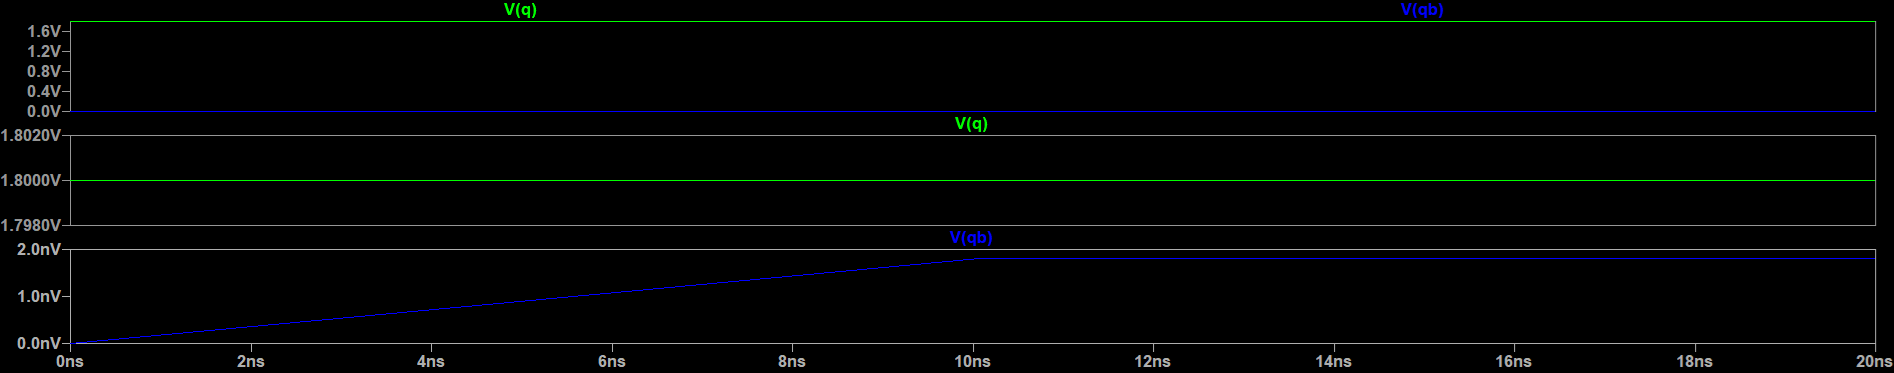 V(q) V(qb)
1.6V
1.2V
0.8V
0.4V
0.0V
V(q)
1.8020V
1.8000V
1.7980V
V(qb)
2.0nV
1.0nV
0.0nV
0ns 2ns 4ns 6ns 8ns 10ns 12ns 14ns 16ns 18ns 20ns